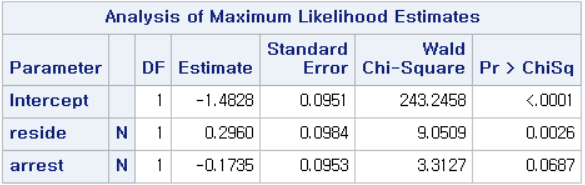 Analysis of Maximum Likelihood Estimates
Parameter DF Estimate Standard Error Wald Chi-Square Pr > ChiSq
Intercept 1 -1.4828 0.0951 243.2458 <.0001
reside N 1 0.2960 0.0984 9.0509 0.0026
arrest N 1 -0.1735 0.0953 3.3127 0.0687